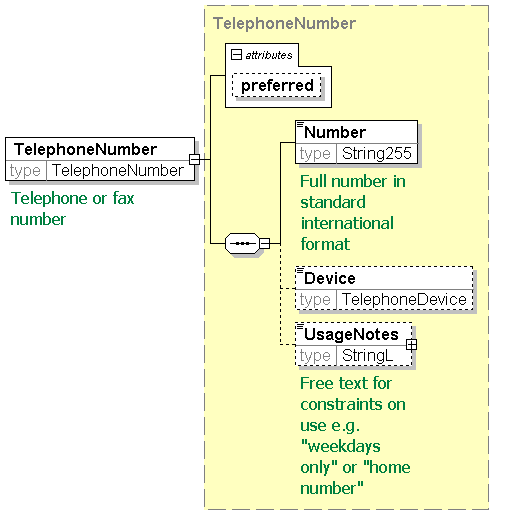 TelephoneNumber
attributes
preferred
TelephoneNumber
type TelephoneNumber
Telephone or fax
number
Number
type String255
Full number in
standard
international
format
Device
type TelephoneDevice
UsageNotes
type StringL
Free text for
constraints on
use e.g.
"weekdays
only" or "home
number"